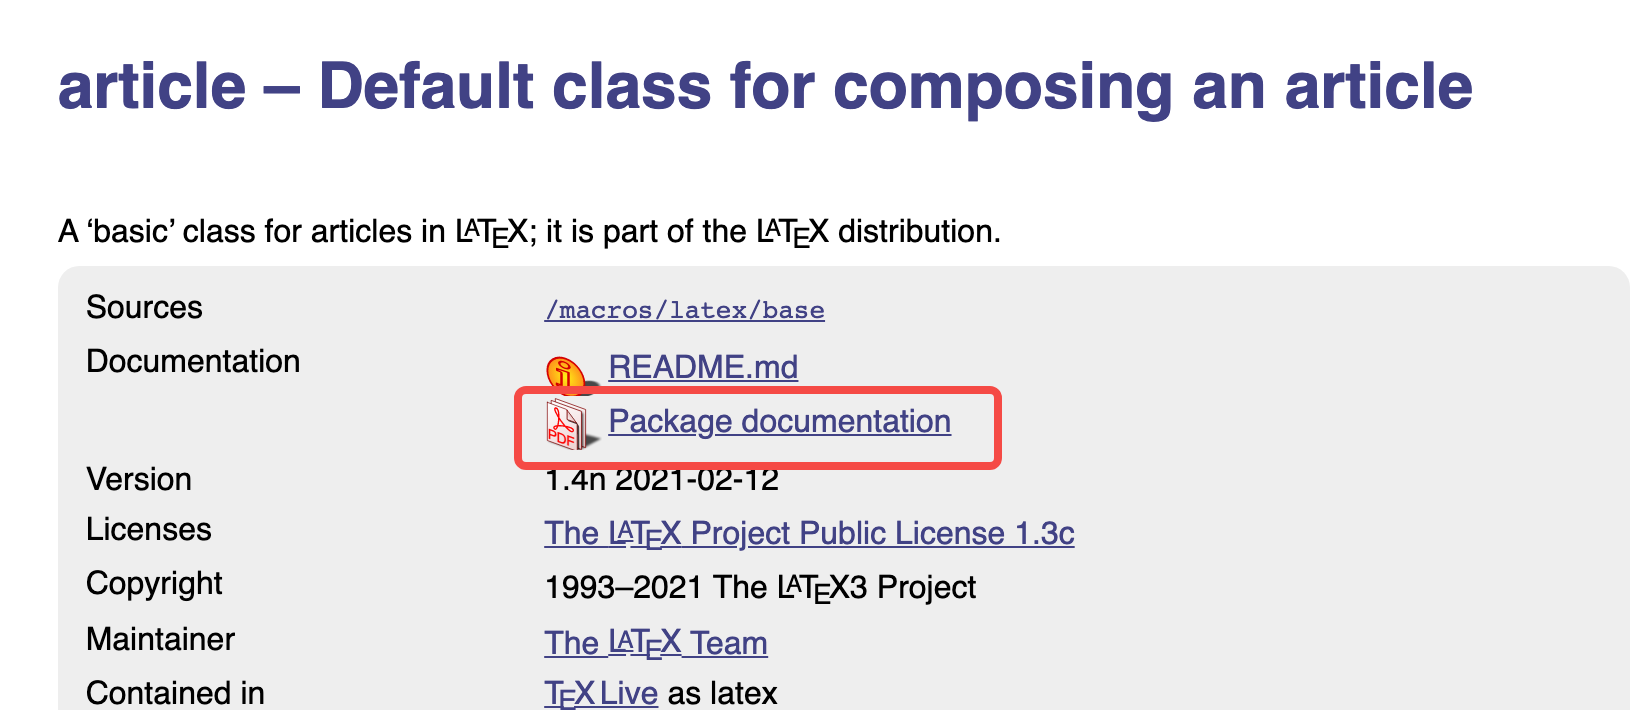 article – Default class for composing an article
A ‘basic’ class for articles in LATEX; it is part of the LATEX distribution.
Sources /macros/latex/base
Documentation README.md
PDF Package documentation
Version 1.4n 2021-02-12
Licenses The LATEX Project Public License 1.3c
Copyright 1993–2021 The LATEX3 Project
Maintainer The LATEX Team
Contained in TEX Live as latex